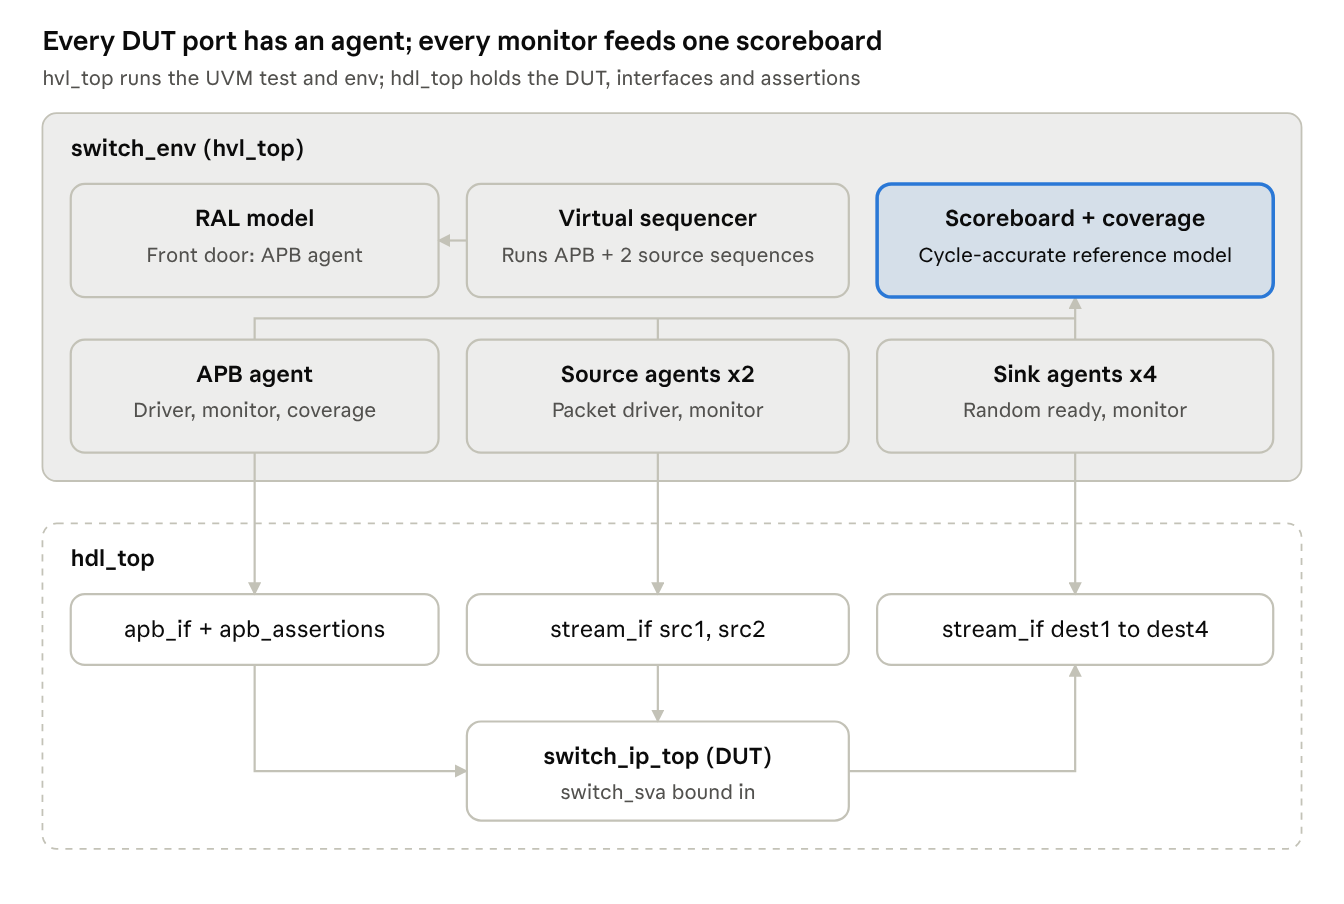 Every DUT port has an agent; every monitor feeds one scoreboard
hvl_top runs the UVM test and env; hdl_top holds the DUT, interfaces and assertions
switch_env (hvl_top)
RAL model
Front door: APB agent
Virtual sequencer
Runs APB + 2 source sequences
Scoreboard + coverage
Cycle-accurate reference model
APB agent
Driver, monitor, coverage
Source agents x2
Packet driver, monitor
Sink agents x4
Random ready, monitor
hdl_top
apb_if + apb_assertions
stream_if src1, src2
stream_if dest1 to dest4
switch_ip_top (DUT)
switch_sva bound in